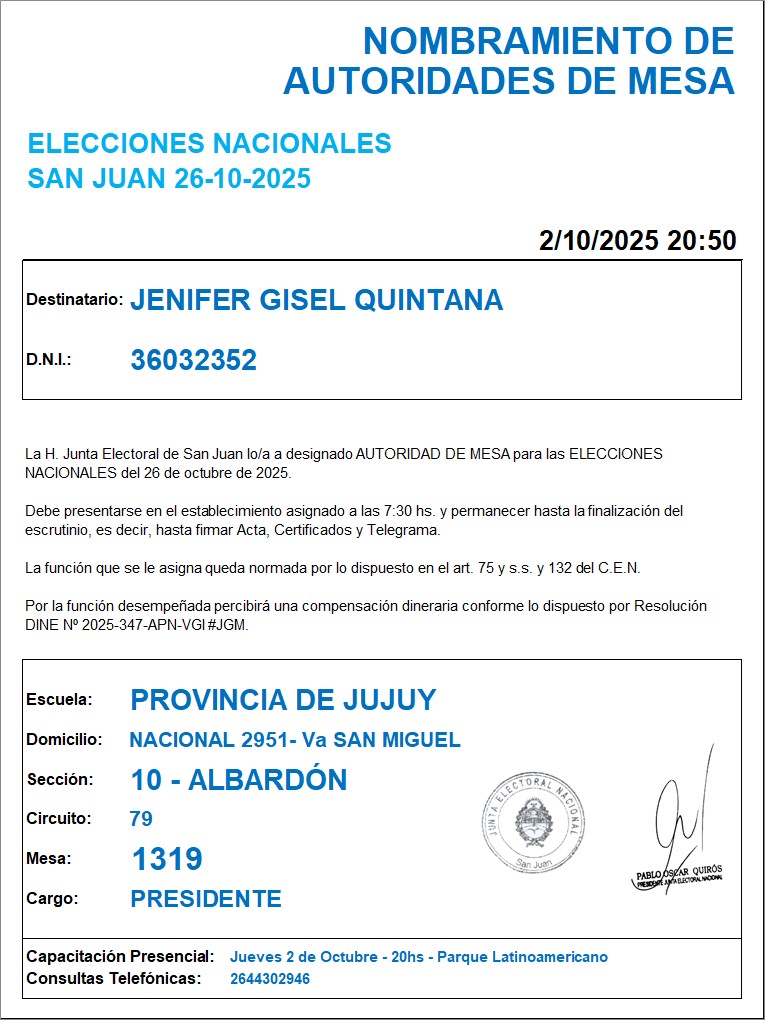 NOMBRAMIENTO DE
AUTORIDADES DE MESA
ELECCIONES NACIONALES
SAN JUAN 26-10-2025
2/10/2025 20:50
Destinatario: JENIFER GISEL QUINTANA
D.N.I.: 36032352
La H. Junta Electoral de San Juan lo/a a designado AUTORIDAD DE MESA para las ELECCIONES
NACIONALES del 26 de octubre de 2025.
Debe presentarse en el establecimiento asignado a las 7:30 hs. y permanecer hasta la finalización del
escrutinio, es decir, hasta firmar Acta, Certificados y Telegrama.
La función que se le asigna queda normada por lo dispuesto en el art. 75 y s.s. y 132 del C.E.N.
Por la función desempeñada percibirá una compensación dineraria conforme lo dispuesto por Resolución
DINE Nº 2025-347-APN-VGI#JGM.
Escuela: PROVINCIA DE JUJUY
Domicilio: NACIONAL 2951- Va SAN MIGUEL
Sección: 10 - ALBARDÓN
Circuito: 79
Mesa: 1319
Cargo: PRESIDENTE
JUNTA ELECTORAL NACIONAL
San Juan
PABLO OSCAR QUIRÓS
PRESIDENTE JUNTA ELECTORAL NACIONAL
Capacitación Presencial: Jueves 2 de Octubre - 20hs - Parque Latinoamericano
Consultas Telefónicas: 2644302946